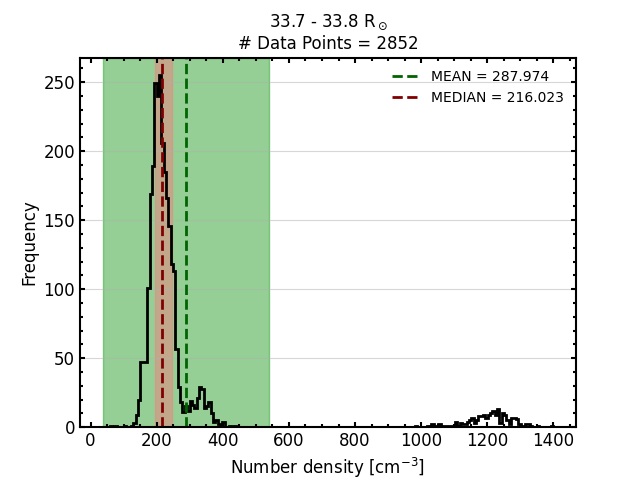 33.7 - 33.8 R⊙
# Data Points = 2852
MEAN = 287.974
MEDIAN = 216.023
250
200
150
100
50
0
Frequency
0 200 400 600 800 1000 1200 1400
Number density [cm⁻³]